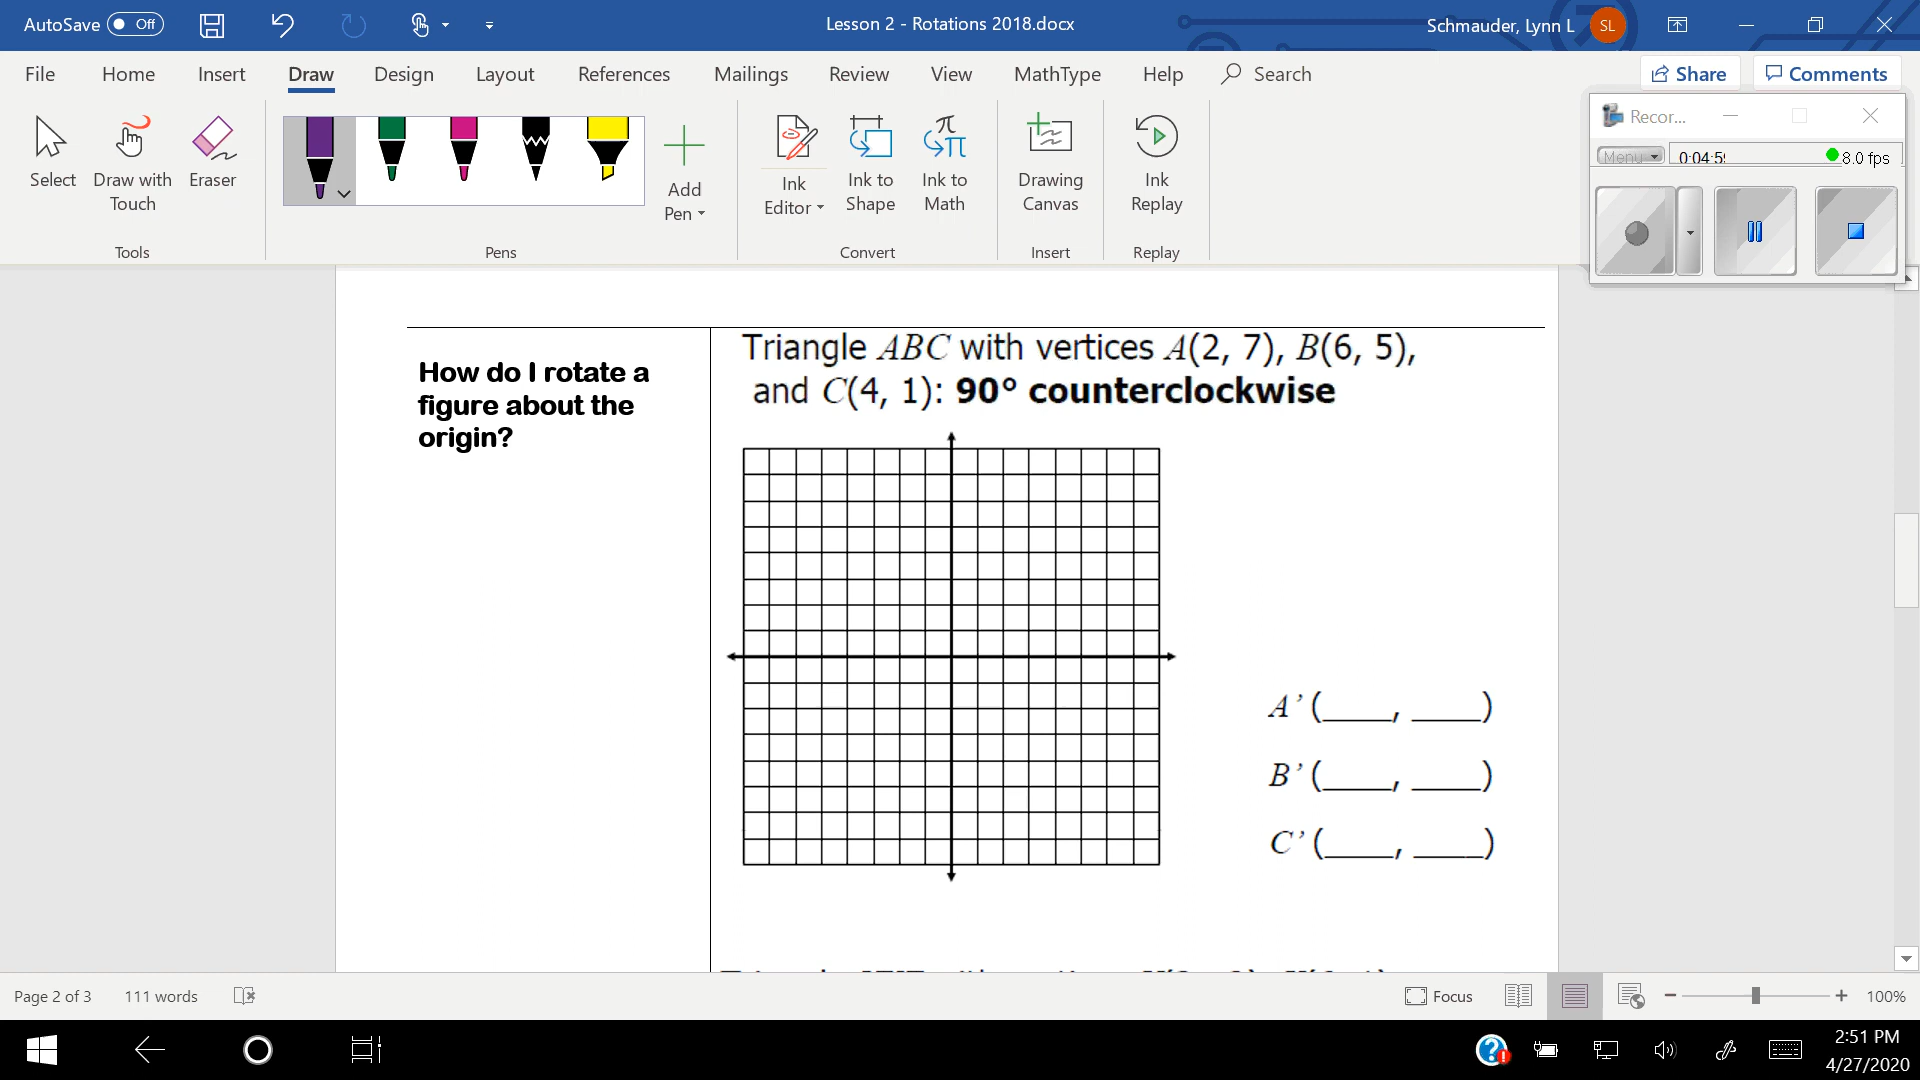 AutoSave Off
Lesson 2 - Rotations 2018.docx
Schmauder, Lynn L
SL
File Home Insert Draw Design Layout References Mailings Review View MathType Help Search
Share Comments
Select
Draw with Touch
Eraser
Add Pen
Ink Editor
Ink to Shape
Ink to Math
Drawing Canvas
Ink Replay
Tools Pens Convert Insert Replay
Recor...
Menu 0:04:5 8.0 fps
How do I rotate a
figure about the
origin?
Triangle ABC with vertices A(2, 7), B(6, 5),
and C(4, 1): 90° counterclockwise
A’(____, ____)
B’(____, ____)
C’(____, ____)
Page 2 of 3 111 words
Focus
100%
2:51 PM
4/27/2020